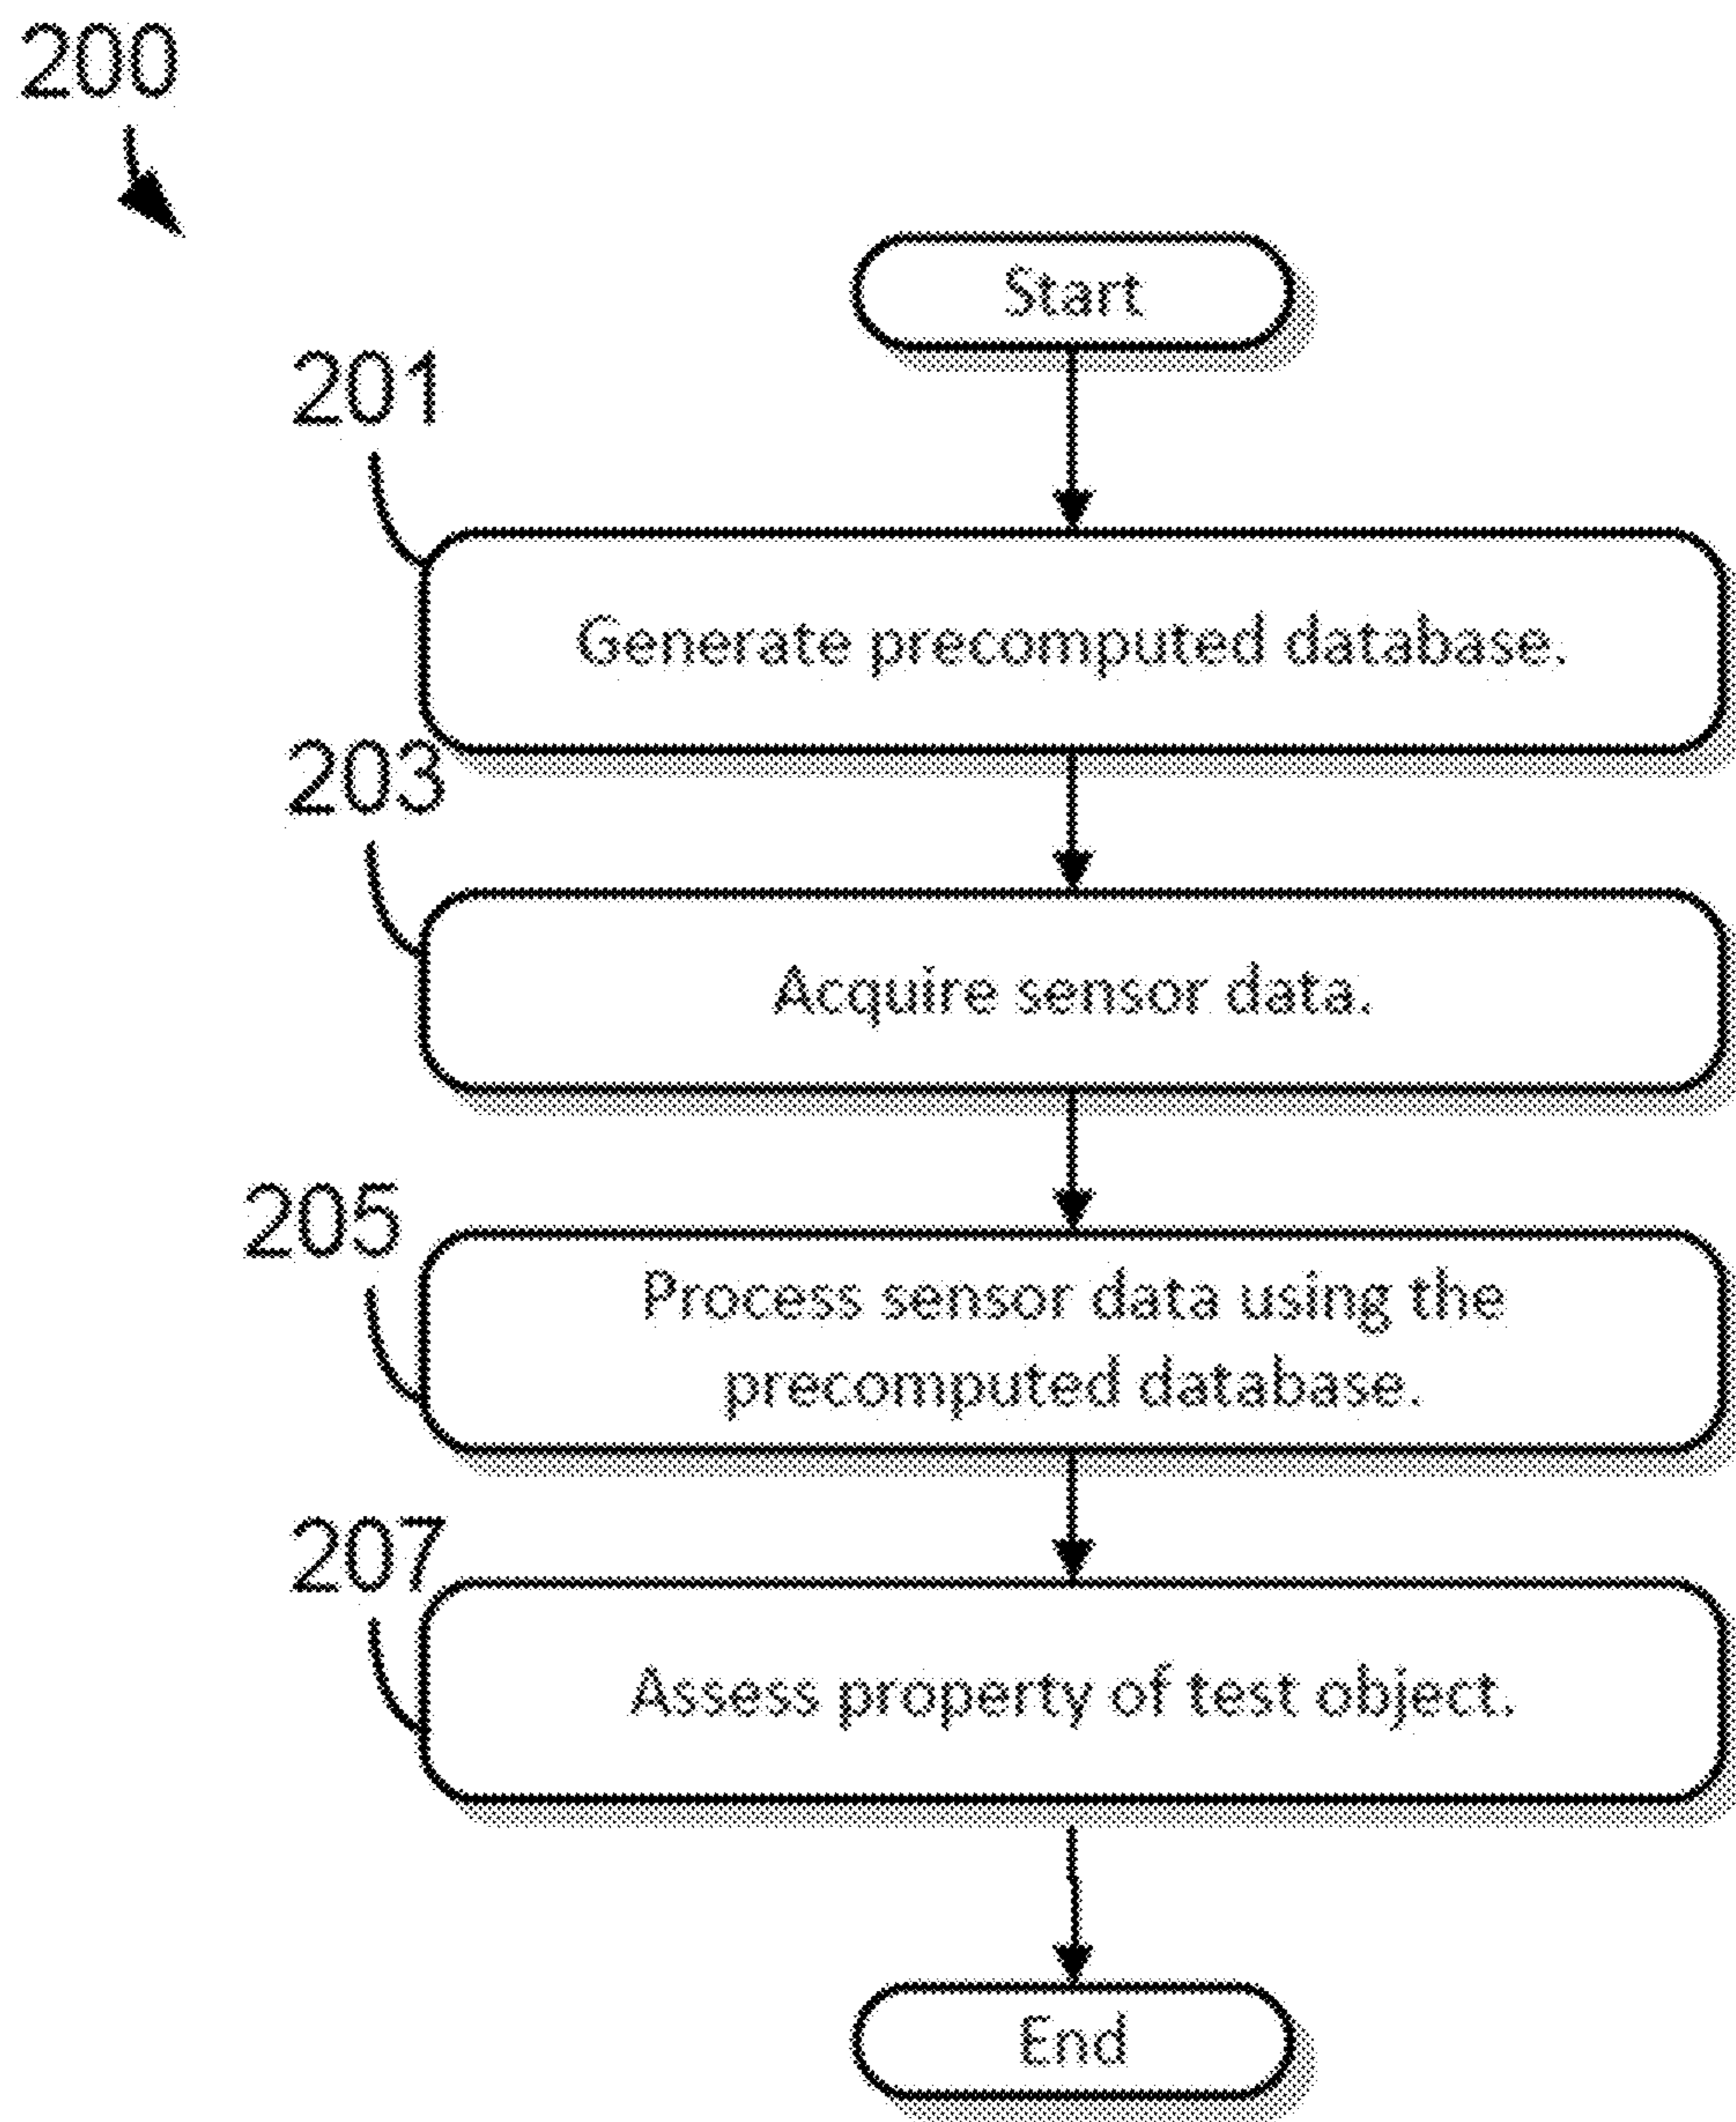 200
Start
201
Generate precomputed database.
203
Acquire sensor data.
205
Process sensor data using the
precomputed database.
207
Assess property of test object.
End